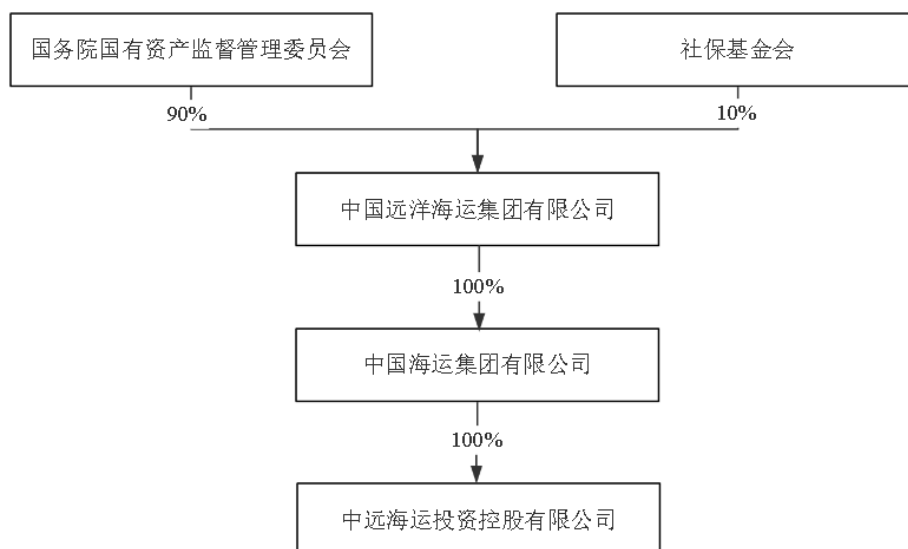 国务院国有资产监督管理委员会
社保基金会
90%
10%
中国远洋海运集团有限公司
100%
中国海运集团有限公司
100%
中远海运投资控股有限公司